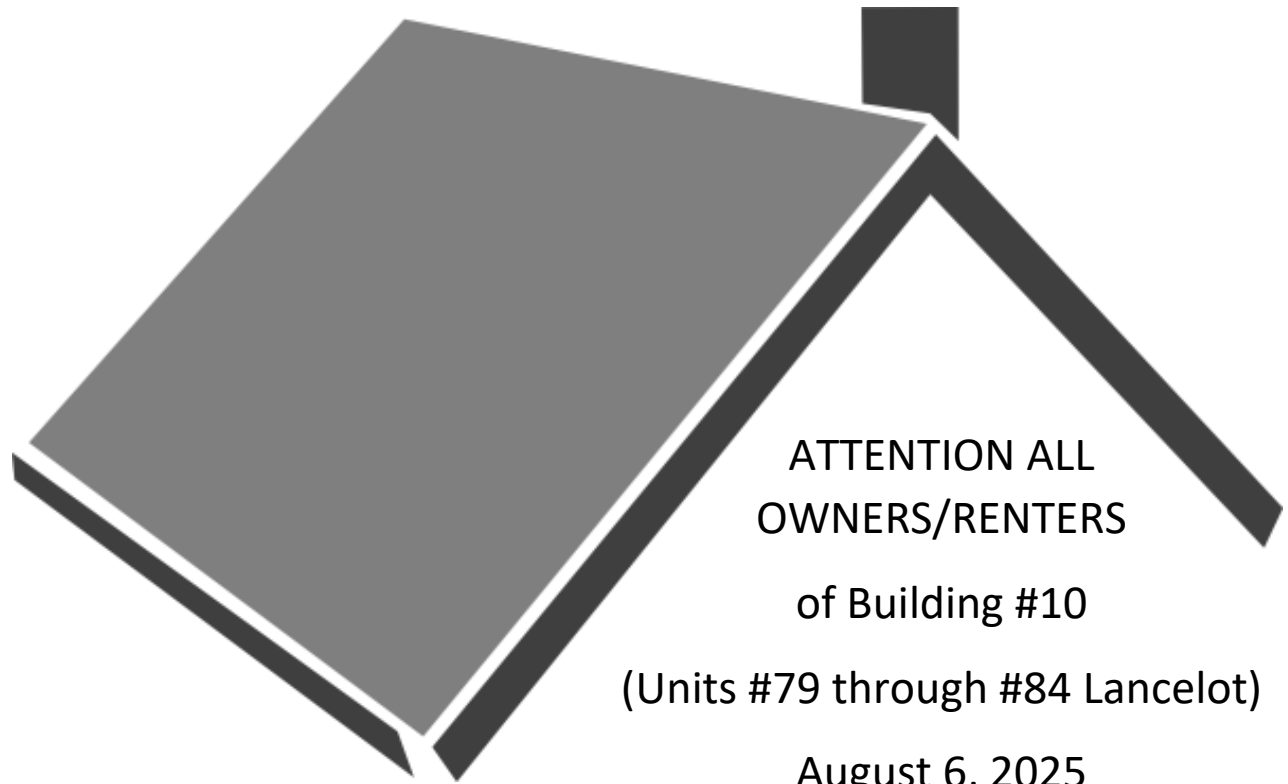 ATTENTION ALL
OWNERS/RENTERS
of Building #10
(Units #79 through #84 Lancelot)
August 6, 2025